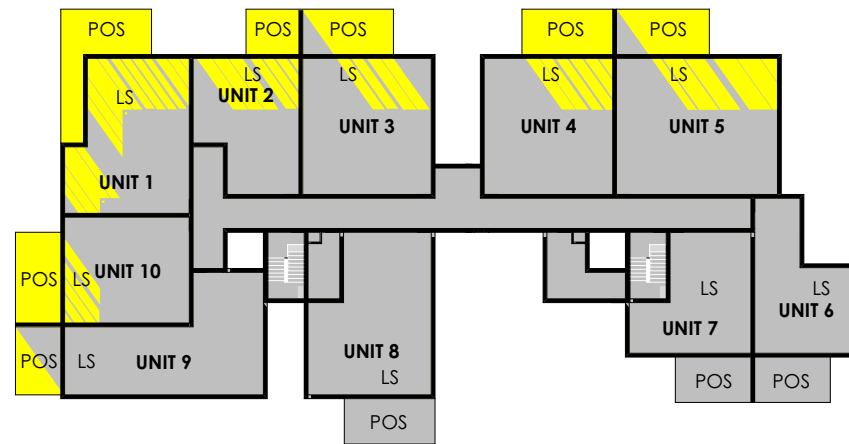 POS
POS
POS
POS
POS
LS
LS
UNIT 2
LS
LS
LS
UNIT 3
UNIT 4
UNIT 5
UNIT 1
POS
LS
UNIT 10
LS
LS
UNIT 6
UNIT 7
POS
LS
UNIT 9
UNIT 8
LS
POS
POS
POS